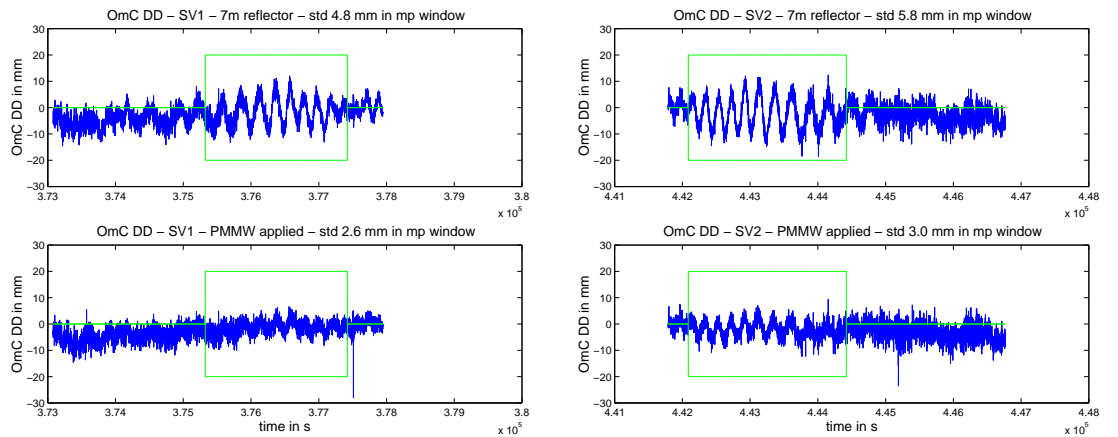 OmC DD – SV1 – 7m reflector – std 4.8 mm in mp window
OmC DD in mm
30
20
10
0
−10
−20
−30
3.73 3.74 3.75 3.76 3.77 3.78 3.79 3.8
x 10^5
OmC DD – SV2 – 7m reflector – std 5.8 mm in mp window
OmC DD in mm
30
20
10
0
−10
−20
−30
4.41 4.42 4.43 4.44 4.45 4.46 4.47 4.48
x 10^5
OmC DD – SV1 – PMMW applied – std 2.6 mm in mp window
OmC DD in mm
30
20
10
0
−10
−20
−30
3.73 3.74 3.75 3.76 3.77 3.78 3.79 3.8
time in s
x 10^5
OmC DD – SV2 – PMMW applied – std 3.0 mm in mp window
OmC DD in mm
30
20
10
0
−10
−20
−30
4.41 4.42 4.43 4.44 4.45 4.46 4.47 4.48
time in s
x 10^5